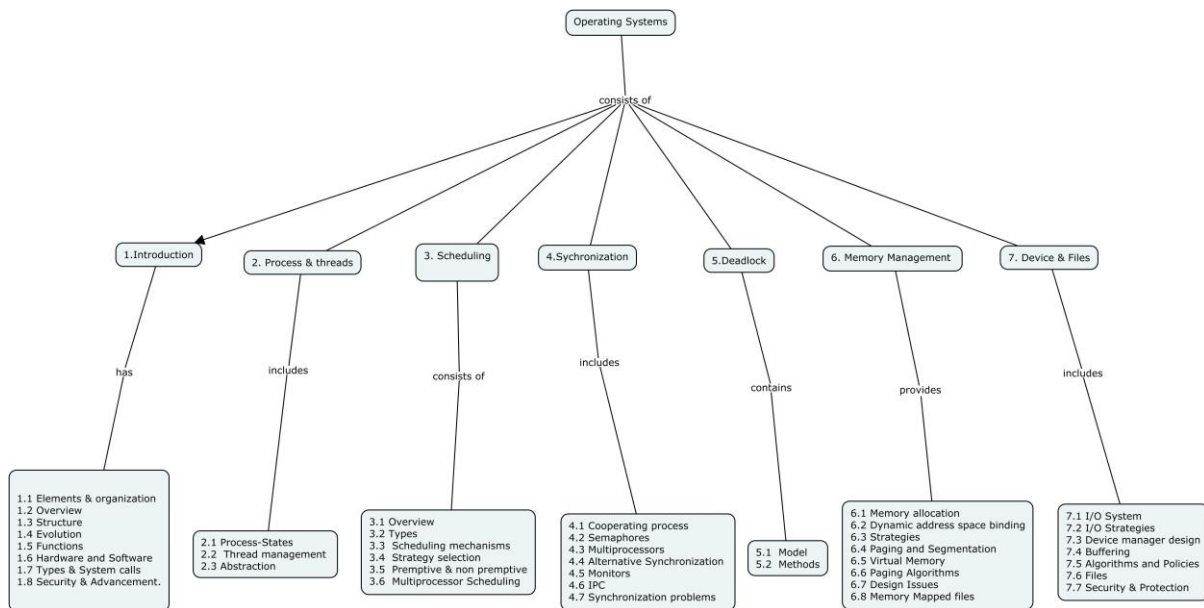 Operating Systems
consists of
1.Introduction
2. Process & threads
3. Scheduling
4.Sychronization
5.Deadlock
6. Memory Management
7. Device & Files
has
includes
consists of
includes
contains
provides
includes
1.1 Elements & organization
1.2 Overview
1.3 Structure
1.4 Evolution
1.5 Functions
1.6 Hardware and Software
1.7 Types & System calls
1.8 Security & Advancement.
2.1 Process-States
2.2 Thread management
2.3 Abstraction
3.1 Overview
3.2 Types
3.3 Scheduling mechanisms
3.4 Strategy selection
3.5 Premptive & non premptive
3.6 Multiprocessor Scheduling
4.1 Cooperating process
4.2 Semaphores
4.3 Multiprocessors
4.4 Alternative Synchronization
4.5 Monitors
4.6 IPC
4.7 Synchronization problems
5.1 Model
5.2 Methods
6.1 Memory allocation
6.2 Dynamic address space binding
6.3 Strategies
6.4 Paging and Segmentation
6.5 Virtual Memory
6.6 Paging Algorithms
6.7 Design Issues
6.8 Memory Mapped files
7.1 I/O System
7.2 I/O Strategies
7.3 Device manager design
7.4 Buffering
7.5 Algorithms and Policies
7.6 Files
7.7 Security & Protection